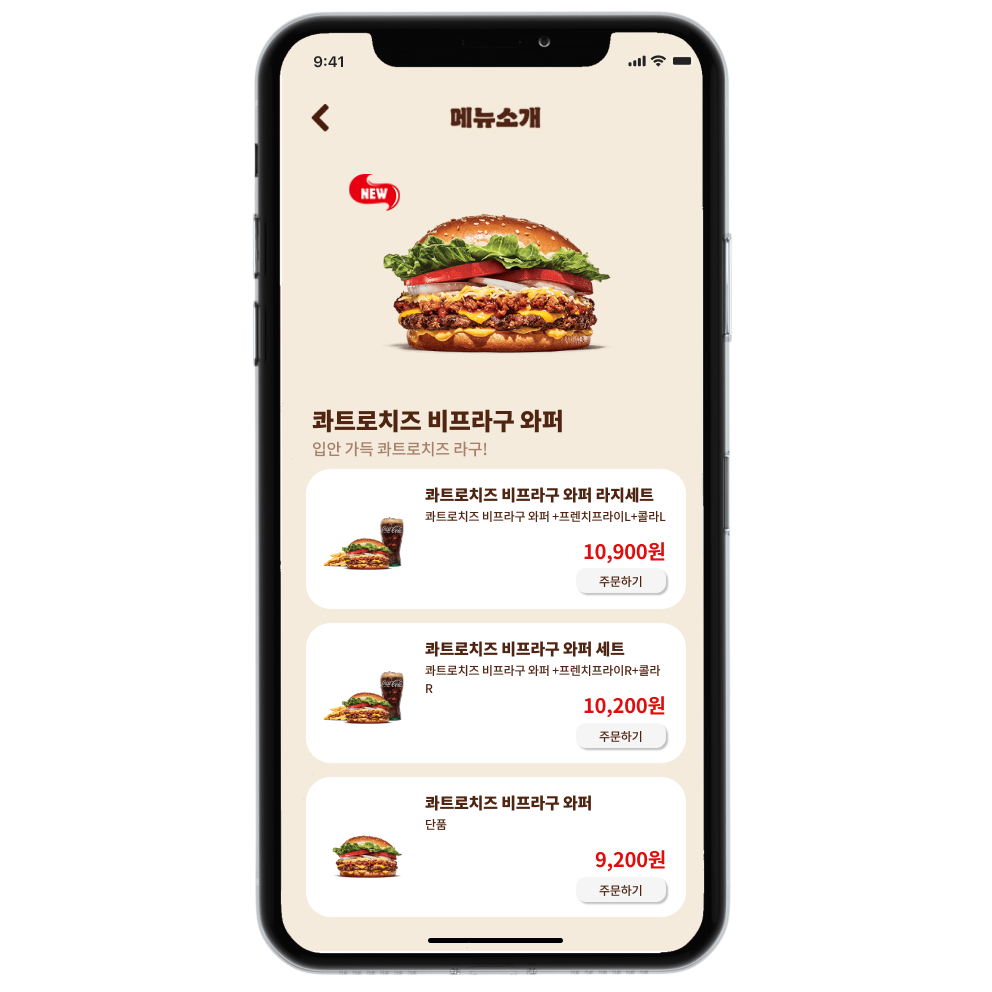 9:41
메뉴소개
NEW
콰트로치즈 비프라구 와퍼
입안 가득 콰트로치즈 라구!
콰트로치즈 비프라구 와퍼 라지세트
콰트로치즈 비프라구 와퍼 +프렌치프라이L+콜라L
10,900원
주문하기
콰트로치즈 비프라구 와퍼 세트
콰트로치즈 비프라구 와퍼 +프렌치프라이R+콜라
R
10,200원
주문하기
콰트로치즈 비프라구 와퍼
단품
9,200원
주문하기